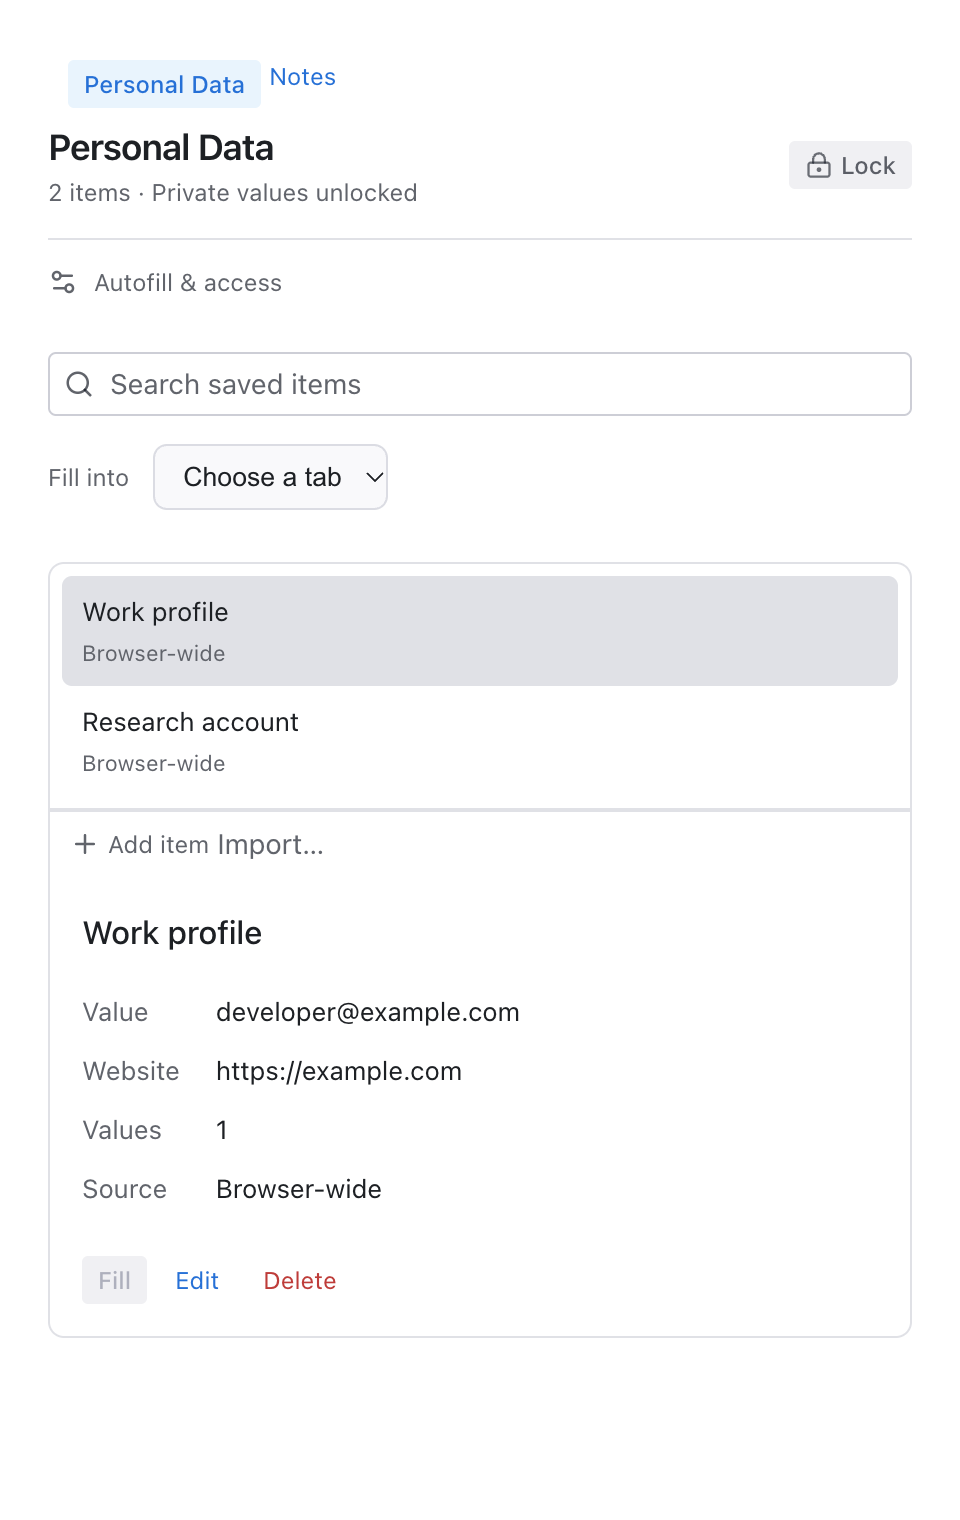 Personal Data Notes
Personal Data
2 items · Private values unlocked
Lock
Autofill & access
Search saved items
Fill into Choose a tab
Work profile
Browser-wide
Research account
Browser-wide
Add item Import...
Work profile
Value developer@example.com
Website https://example.com
Values 1
Source Browser-wide
Fill Edit Delete